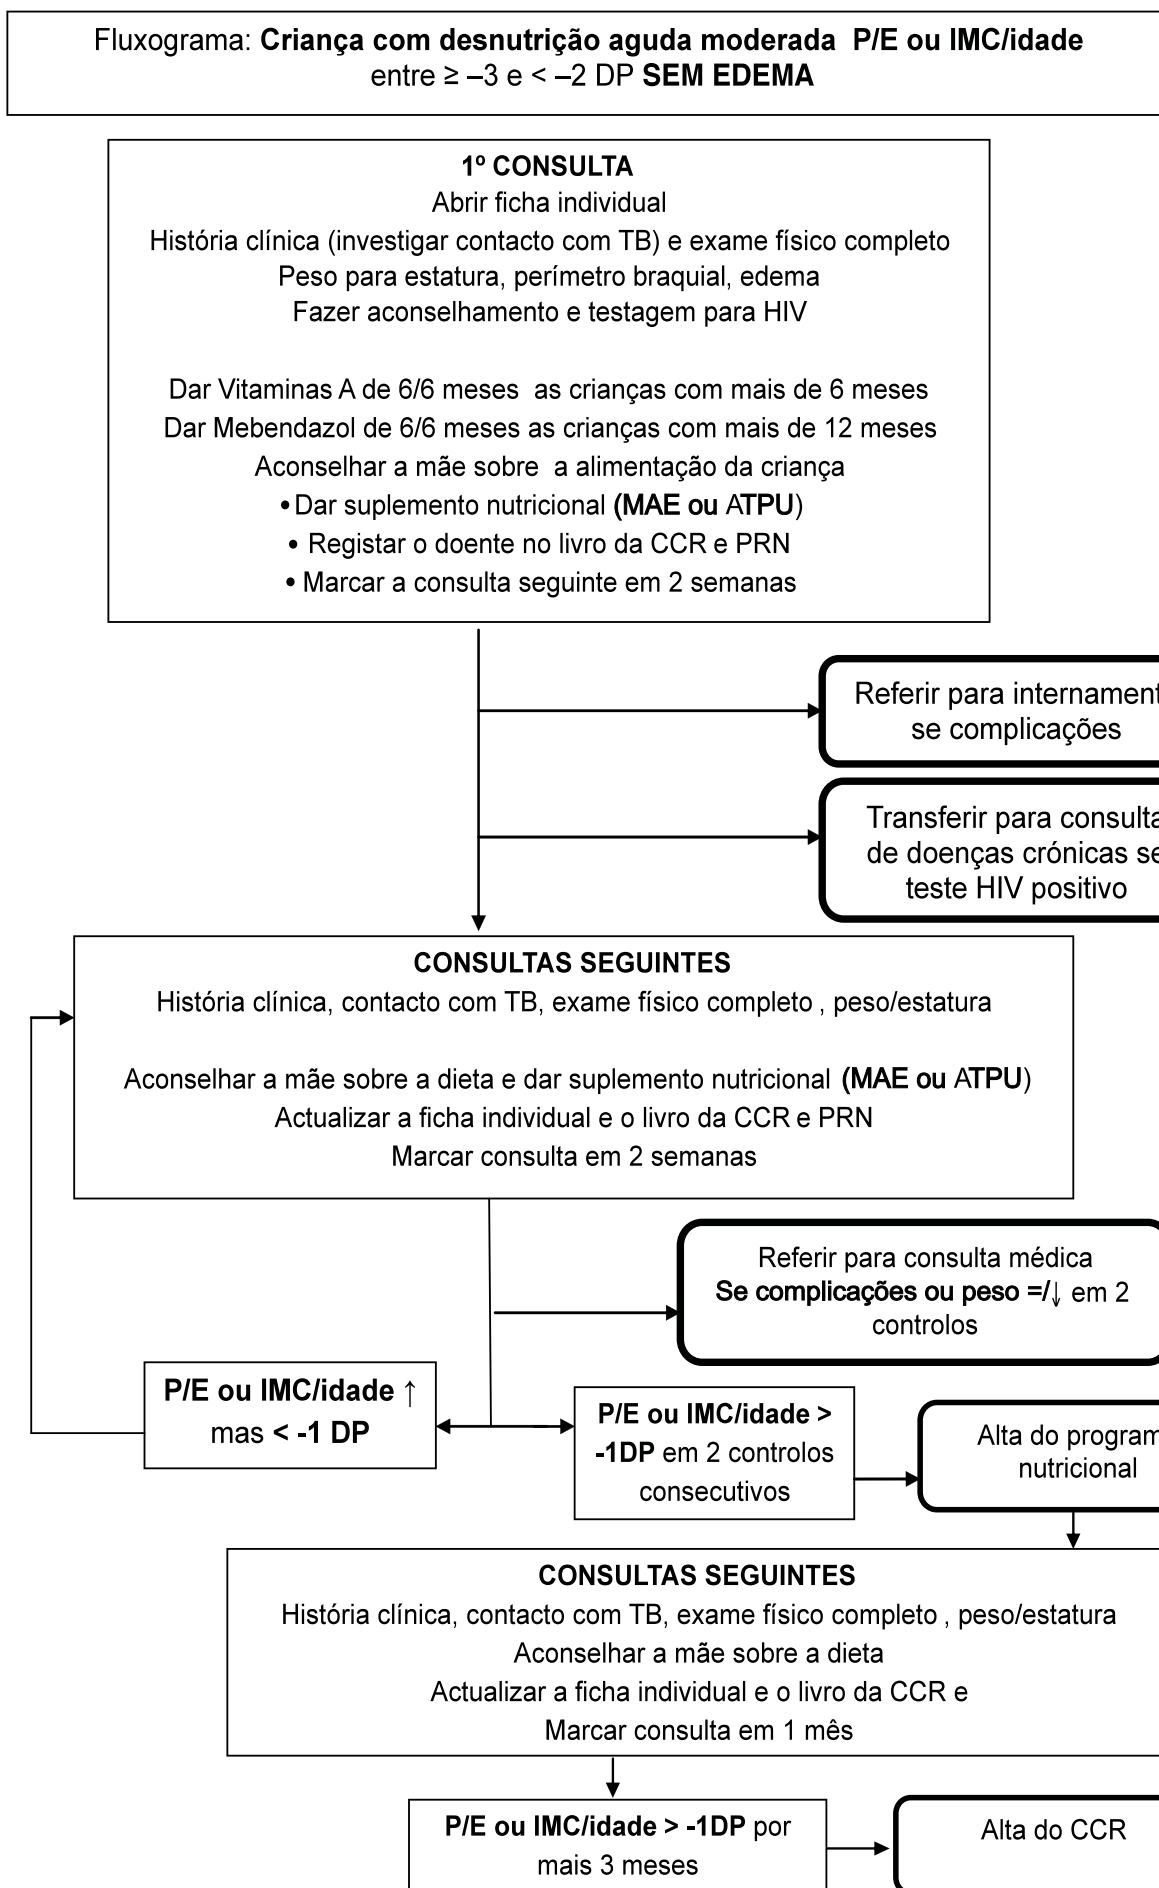 Fluxograma: Criança com desnutrição aguda moderada P/E ou IMC/idade
entre ≥ –3 e < –2 DP SEM EDEMA
1º CONSULTA
Abrir ficha individual
História clínica (investigar contacto com TB) e exame físico completo
Peso para estatura, perímetro braquial, edema
Fazer aconselhamento e testagem para HIV
Dar Vitaminas A de 6/6 meses as crianças com mais de 6 meses
Dar Mebendazol de 6/6 meses as crianças com mais de 12 meses
Aconselhar a mãe sobre a alimentação da criança
• Dar suplemento nutricional (MAE ou ATPU)
• Registar o doente no livro da CCR e PRN
• Marcar a consulta seguinte em 2 semanas
Referir para internament
se complicações
Transferir para consulta
de doenças crónicas se
teste HIV positivo
CONSULTAS SEGUINTES
História clínica, contacto com TB, exame físico completo , peso/estatura
Aconselhar a mãe sobre a dieta e dar suplemento nutricional (MAE ou ATPU)
Actualizar a ficha individual e o livro da CCR e PRN
Marcar consulta em 2 semanas
Referir para consulta médica
Se complicações ou peso =/↓ em 2
controlos
P/E ou IMC/idade ↑
mas < -1 DP
P/E ou IMC/idade >
-1DP em 2 controlos
consecutivos
Alta do program
nutricional
CONSULTAS SEGUINTES
História clínica, contacto com TB, exame físico completo , peso/estatura
Aconselhar a mãe sobre a dieta
Actualizar a ficha individual e o livro da CCR e
Marcar consulta em 1 mês
P/E ou IMC/idade > -1DP por
mais 3 meses
Alta do CCR